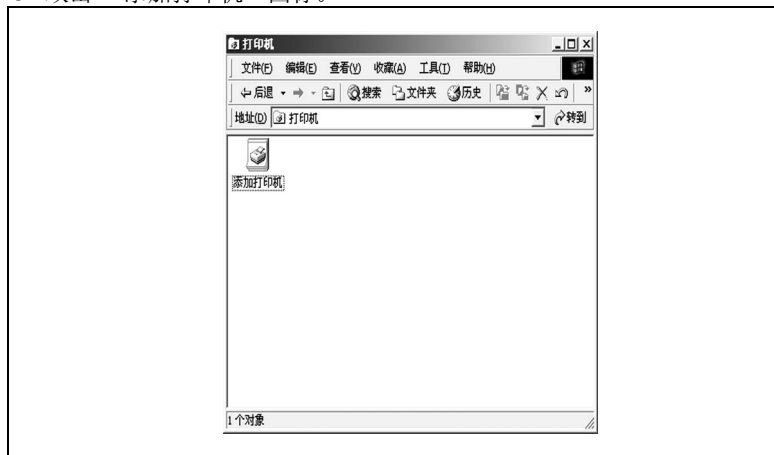 打印机
文件(F) 编辑(E) 查看(V) 收藏(A) 工具(T) 帮助(H)
后退 搜索 文件夹 历史 »
地址(D) 打印机 转到
添加打印机
1 个对象